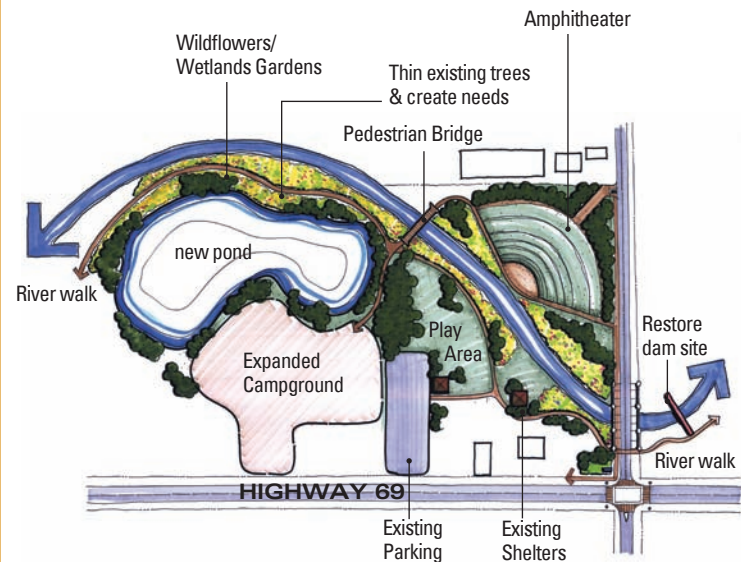 Amphitheater
Wildflowers/
Wetlands Gardens
Thin existing trees
& create needs
Pedestrian Bridge
new pond
River walk
Play
Area
Restore
dam site
Expanded
Campground
River walk
HIGHWAY 69
Existing
Parking
Existing
Shelters